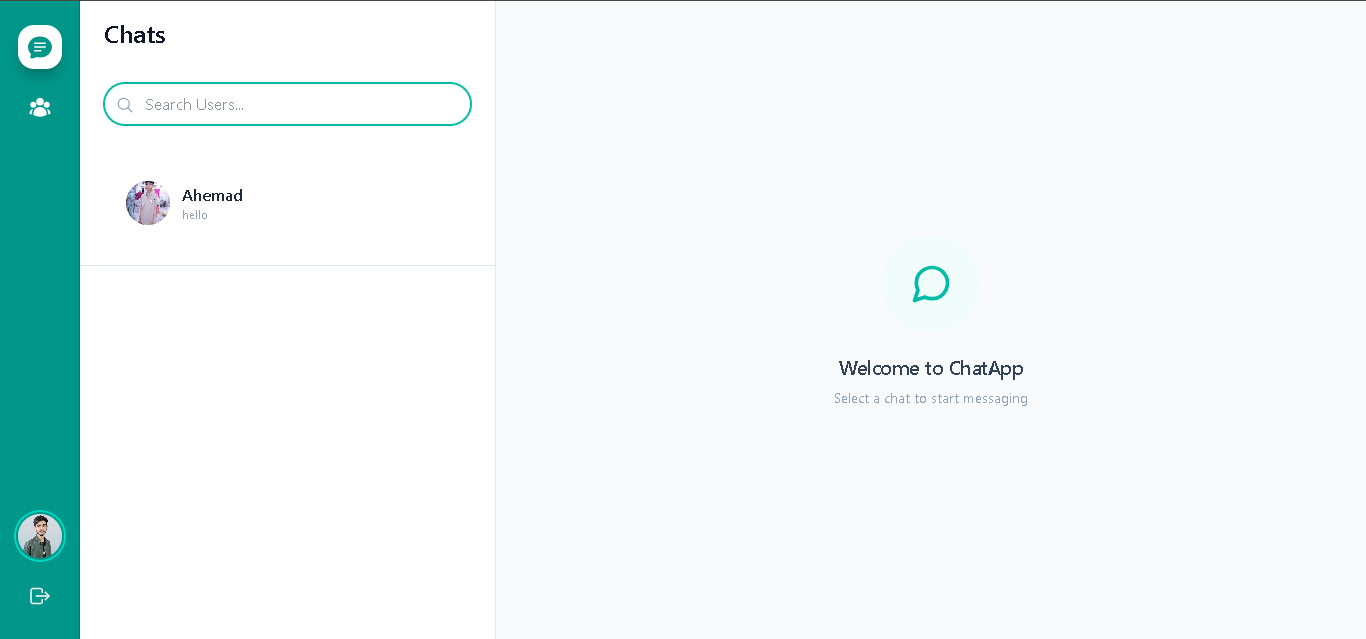 Chats
Search Users...
Ahemad
hello
Welcome to ChatApp
Select a chat to start messaging